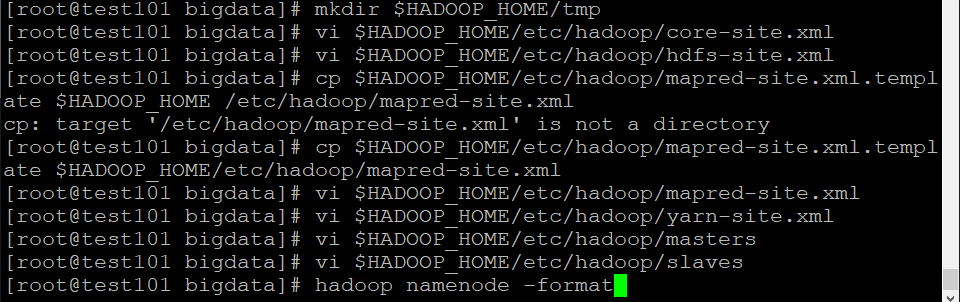 [root@test101 bigdata]# mkdir $HADOOP_HOME/tmp
[root@test101 bigdata]# vi $HADOOP_HOME/etc/hadoop/core-site.xml
[root@test101 bigdata]# vi $HADOOP_HOME/etc/hadoop/hdfs-site.xml
[root@test101 bigdata]# cp $HADOOP_HOME/etc/hadoop/mapred-site.xml.templ
ate $HADOOP_HOME /etc/hadoop/mapred-site.xml
cp: target '/etc/hadoop/mapred-site.xml' is not a directory
[root@test101 bigdata]# cp $HADOOP_HOME/etc/hadoop/mapred-site.xml.templ
ate $HADOOP_HOME/etc/hadoop/mapred-site.xml
[root@test101 bigdata]# vi $HADOOP_HOME/etc/hadoop/mapred-site.xml
[root@test101 bigdata]# vi $HADOOP_HOME/etc/hadoop/yarn-site.xml
[root@test101 bigdata]# vi $HADOOP_HOME/etc/hadoop/masters
[root@test101 bigdata]# vi $HADOOP_HOME/etc/hadoop/slaves
[root@test101 bigdata]# hadoop namenode -format